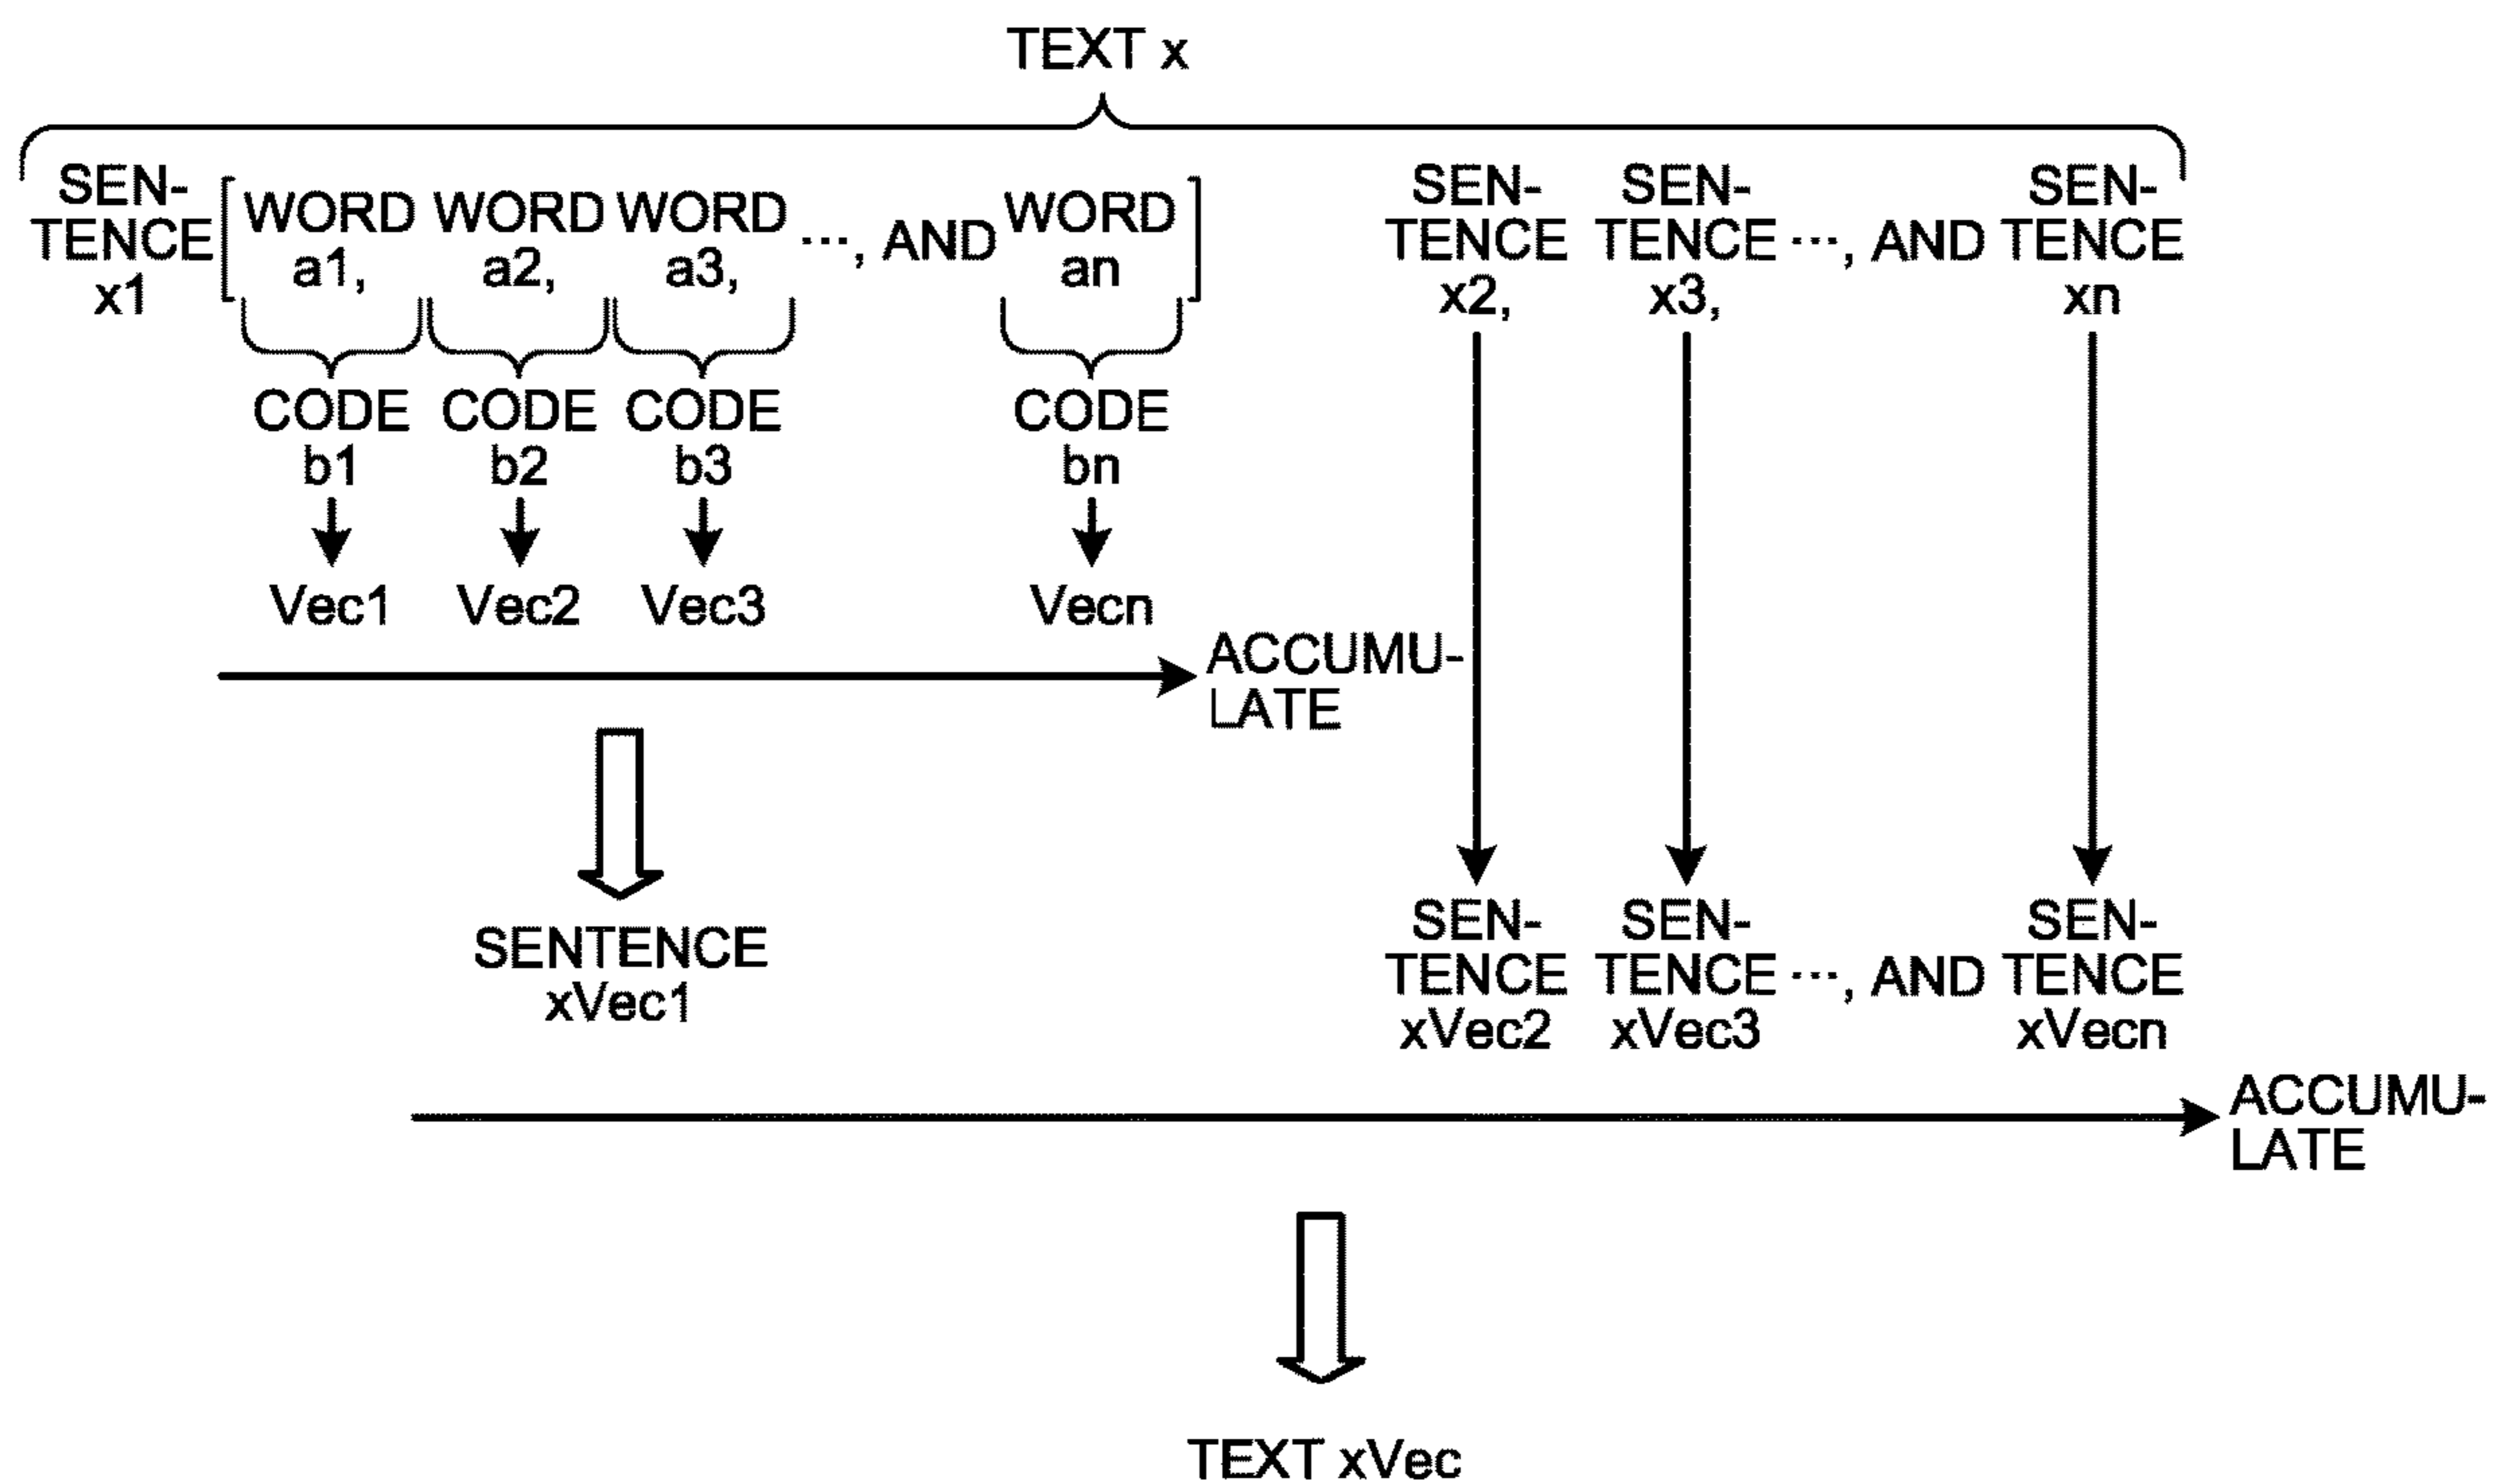 TEXT x
SEN-
TENCE
x1
WORD
a1,
WORD
a2,
WORD
a3,
..., AND
WORD
an
SEN-
TENCE
x2,
SEN-
TENCE
x3,
..., AND
SEN-
TENCE
xn
CODE
b1
CODE
b2
CODE
b3
CODE
bn
Vec1
Vec2
Vec3
Vecn
ACCUMU-
LATE
SENTENCE
xVec1
SEN-
TENCE
xVec2
SEN-
TENCE
xVec3
..., AND
SEN-
TENCE
xVecn
ACCUMU-
LATE
TEXT xVec